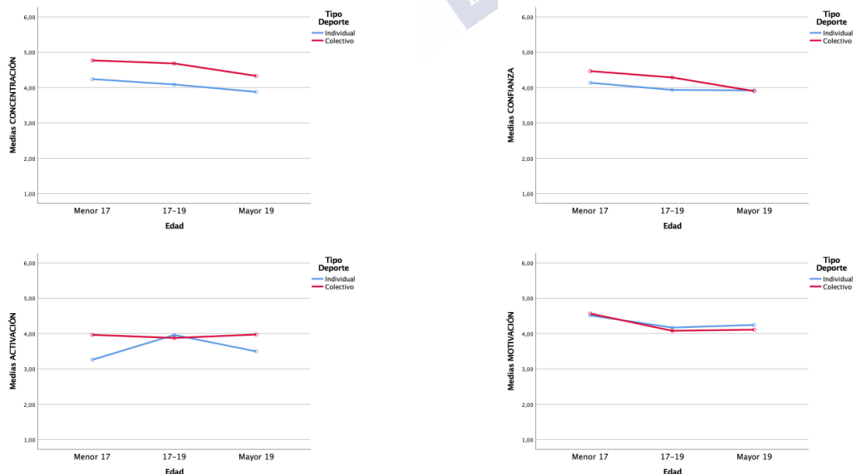 Tipo
Deporte
Individual
Colectivo
Medias CONCENTRACIÓN
6,00
5,00
4,00
3,00
2,00
1,00
Menor 17 17-19 Mayor 19
Edad
Tipo
Deporte
Individual
Colectivo
Medias CONFIANZA
6,00
5,00
4,00
3,00
2,00
1,00
Menor 17 17-19 Mayor 19
Edad
Tipo
Deporte
Individual
Colectivo
Medias ACTIVACIÓN
6,00
5,00
4,00
3,00
2,00
1,00
Menor 17 17-19 Mayor 19
Edad
Tipo
Deporte
Individual
Colectivo
Medias MOTIVACIÓN
6,00
5,00
4,00
3,00
2,00
1,00
Menor 17 17-19 Mayor 19
Edad